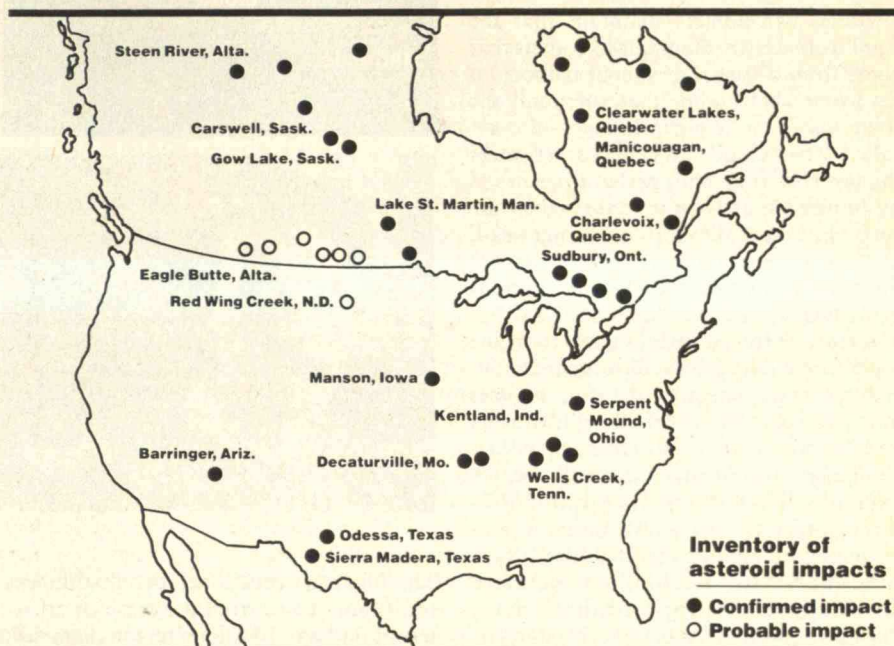 Steen River, Alta.
Carswell, Sask.
Gow Lake, Sask.
Clearwater Lakes,
Quebec
Manicouagan,
Quebec
Lake St. Martin, Man.
Charlevoix,
Quebec
Sudbury, Ont.
Eagle Butte, Alta.
Red Wing Creek, N.D.
Manson, Iowa
Kentland, Ind.
Serpent
Mound,
Ohio
Barringer, Ariz.
Decaturville, Mo.
Wells Creek,
Tenn.
Odessa, Texas
Sierra Madera, Texas
Inventory of
asteroid impacts
Confirmed impact
Probable impact